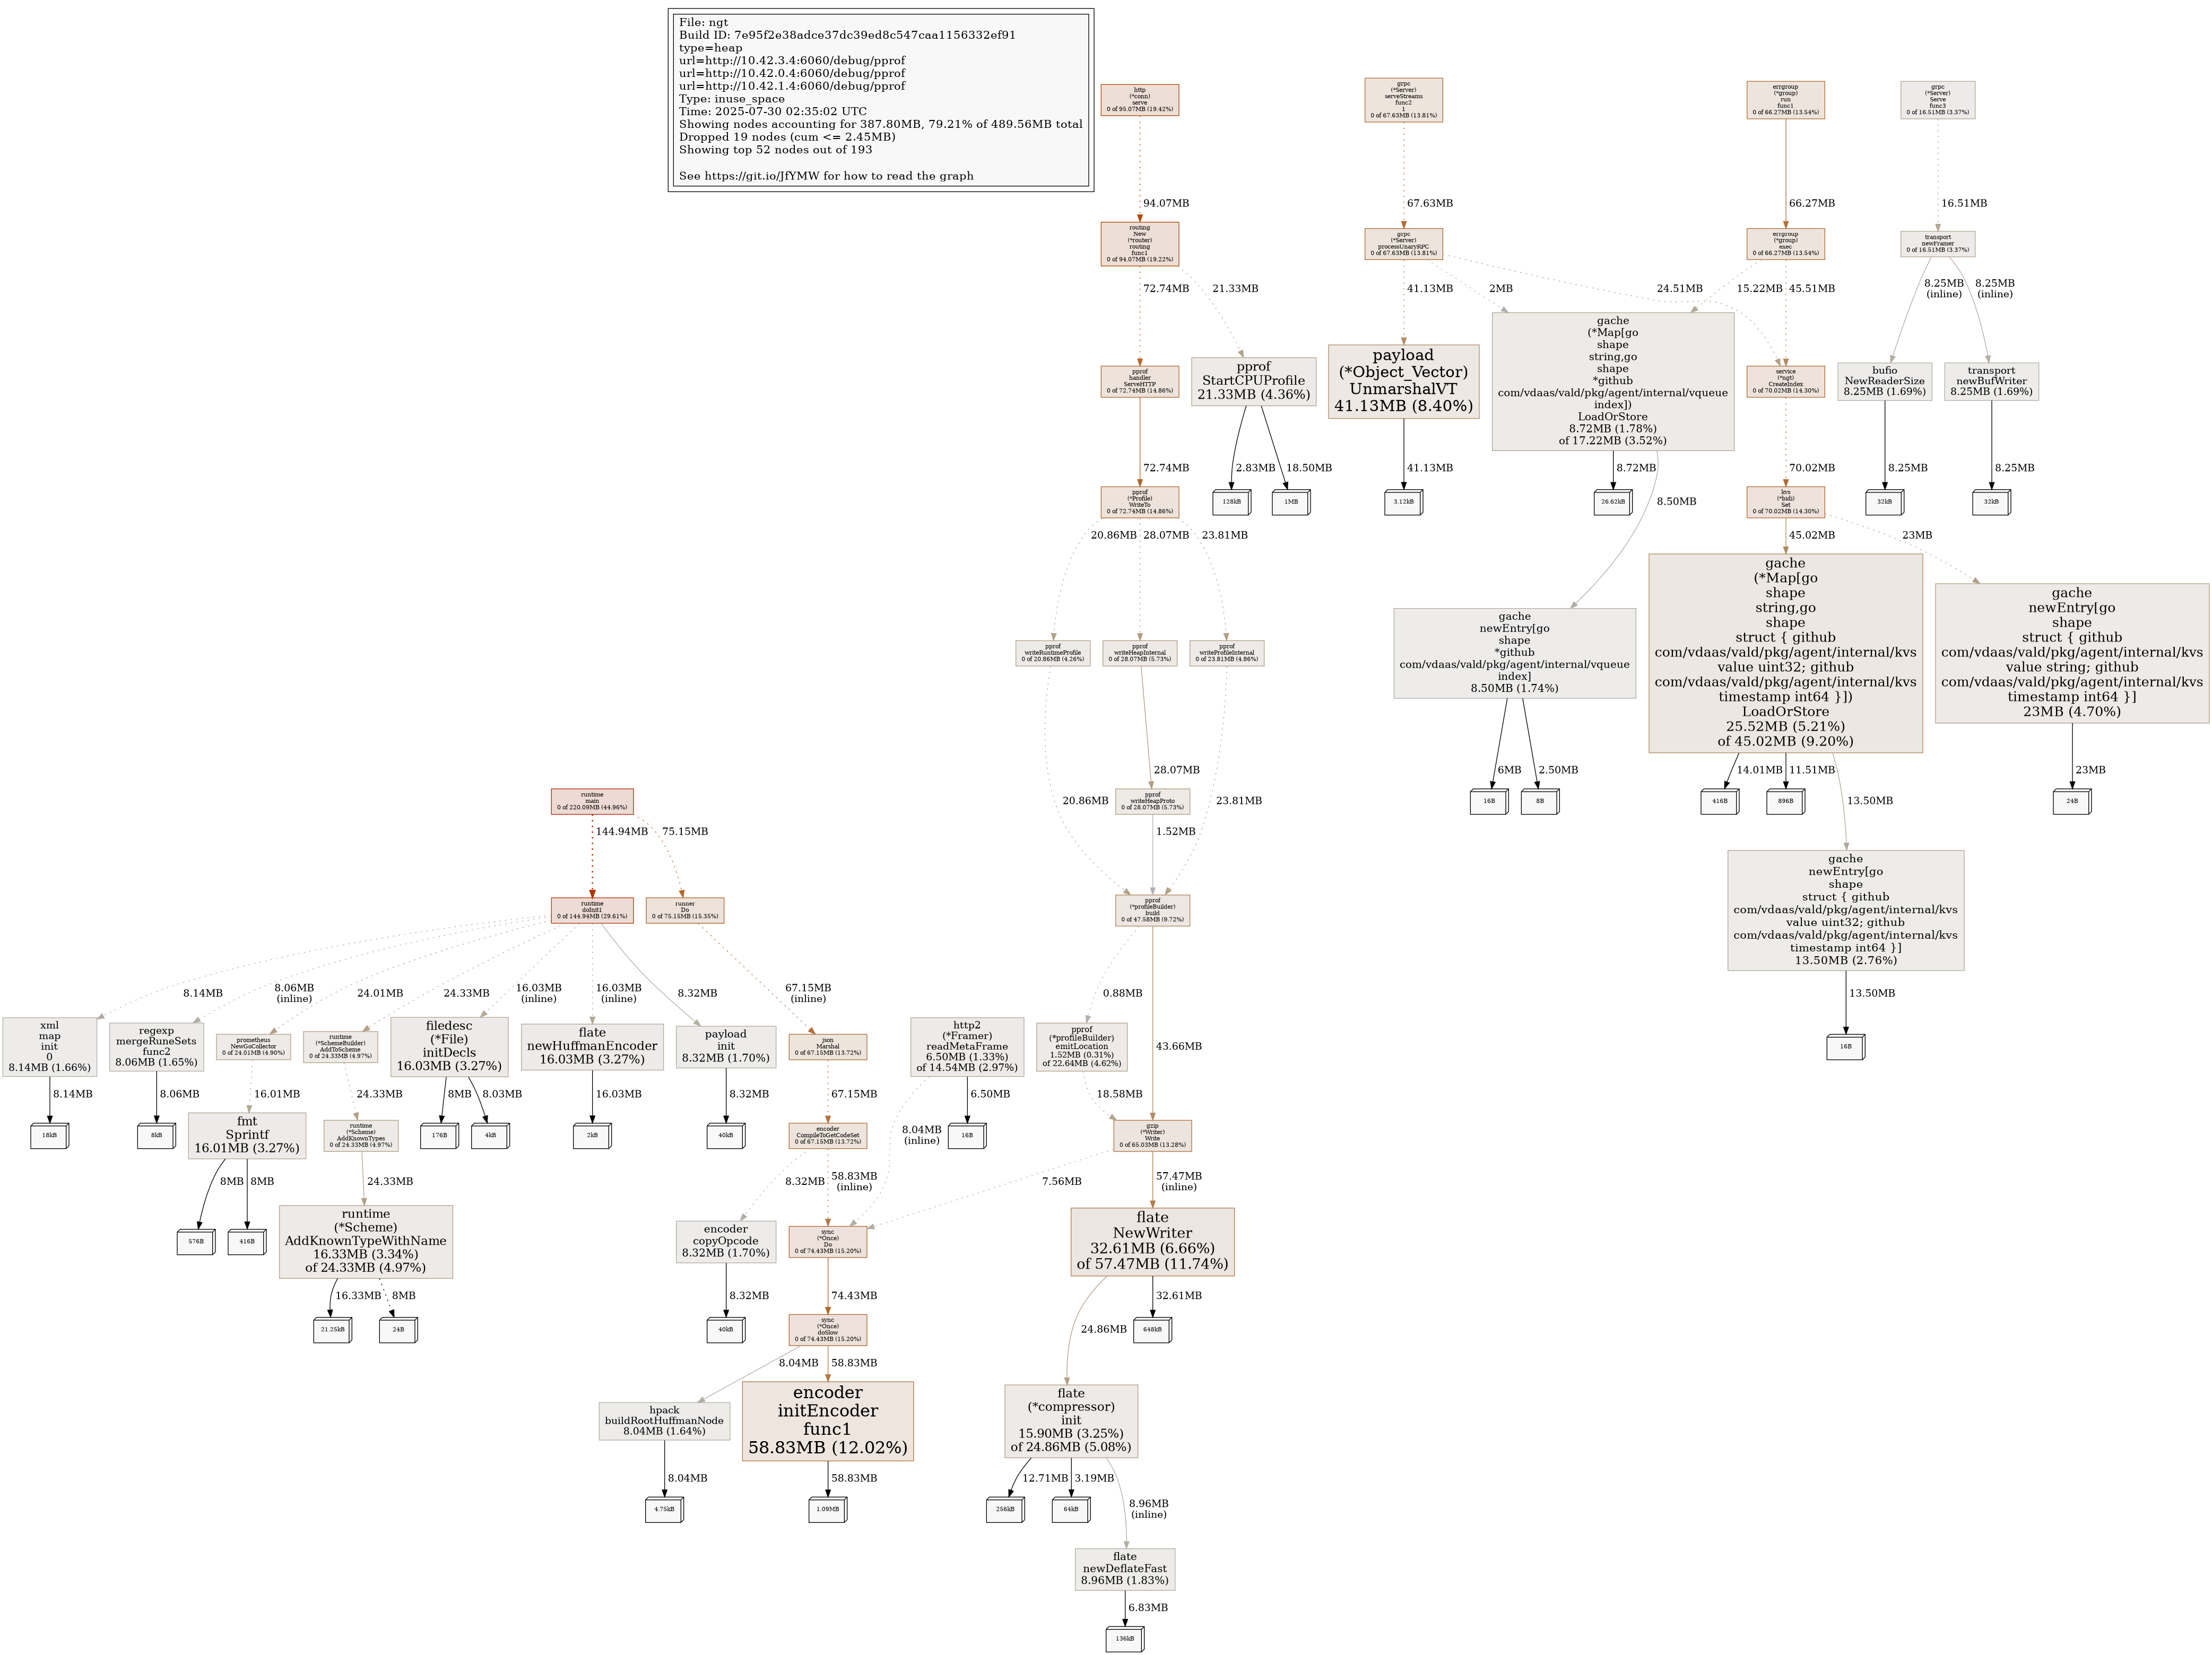 File: ngt
Build ID: 7e95f2e38adce37dc39ed8c547caa1156332ef91
type=heap
url=http://10.42.3.4:6060/debug/pprof
url=http://10.42.0.4:6060/debug/pprof
url=http://10.42.1.4:6060/debug/pprof
Type: inuse_space
Time: 2025-07-30 02:35:02 UTC
Showing nodes accounting for 387.80MB, 79.21% of 489.56MB total
Dropped 19 nodes (cum <= 2.45MB)
Showing top 52 nodes out of 193
See https://git.io/JfYMW for how to read the graph
http
(*conn)
serve
0 of 95.07MB (19.42%)
grpc
(*Server)
serveStreams
func2
1
0 of 67.63MB (13.81%)
errgroup
(*group)
run
func1
0 of 66.27MB (13.54%)
grpc
(*Server)
Serve
func3
0 of 16.51MB (3.37%)
94.07MB
67.63MB
66.27MB
16.51MB
routing
New
(*router)
routing
func1
0 of 94.07MB (19.22%)
grpc
(*Server)
processUnaryRPC
0 of 67.63MB (13.81%)
errgroup
(*group)
exec
0 of 66.27MB (13.54%)
transport
newFramer
0 of 16.51MB (3.37%)
72.74MB
21.33MB
41.13MB
2MB
24.51MB
15.22MB
45.51MB
8.25MB
(inline)
8.25MB
(inline)
pprof
handler
ServeHTTP
0 of 72.74MB (14.86%)
pprof
StartCPUProfile
21.33MB (4.36%)
payload
(*Object_Vector)
UnmarshalVT
41.13MB (8.40%)
gache
(*Map[go
shape
string,go
shape
*github
com/vdaas/vald/pkg/agent/internal/vqueue
index])
LoadOrStore
8.72MB (1.78%)
of 17.22MB (3.52%)
service
(*ngt)
CreateIndex
0 of 70.02MB (14.30%)
bufio
NewReaderSize
8.25MB (1.69%)
transport
newBufWriter
8.25MB (1.69%)
72.74MB
2.83MB
18.50MB
41.13MB
8.72MB
8.50MB
70.02MB
8.25MB
8.25MB
pprof
(*Profile)
WriteTo
0 of 72.74MB (14.86%)
128kB
1MB
3.12kB
26.62kB
kvs
(*bidi)
Set
0 of 70.02MB (14.30%)
32kB
32kB
20.86MB
28.07MB
23.81MB
45.02MB
23MB
pprof
writeRuntimeProfile
0 of 20.86MB (4.26%)
pprof
writeHeapInternal
0 of 28.07MB (5.73%)
pprof
writeProfileInternal
0 of 23.81MB (4.86%)
gache
newEntry[go
shape
*github
com/vdaas/vald/pkg/agent/internal/vqueue
index]
8.50MB (1.74%)
gache
(*Map[go
shape
string,go
shape
struct { github
com/vdaas/vald/pkg/agent/internal/kvs
value uint32; github
com/vdaas/vald/pkg/agent/internal/kvs
timestamp int64 }])
LoadOrStore
25.52MB (5.21%)
of 45.02MB (9.20%)
gache
newEntry[go
shape
struct { github
com/vdaas/vald/pkg/agent/internal/kvs
value string; github
com/vdaas/vald/pkg/agent/internal/kvs
timestamp int64 }]
23MB (4.70%)
20.86MB
28.07MB
23.81MB
6MB
2.50MB
14.01MB
11.51MB
13.50MB
23MB
runtime
main
0 of 220.09MB (44.96%)
pprof
writeHeapProto
0 of 28.07MB (5.73%)
16B
8B
416B
896B
24B
144.94MB
75.15MB
1.52MB
gache
newEntry[go
shape
struct { github
com/vdaas/vald/pkg/agent/internal/kvs
value uint32; github
com/vdaas/vald/pkg/agent/internal/kvs
timestamp int64 }]
13.50MB (2.76%)
runtime
doInit1
0 of 144.94MB (29.61%)
runner
Do
0 of 75.15MB (15.35%)
pprof
(*profileBuilder)
build
0 of 47.58MB (9.72%)
8.14MB
8.06MB
(inline)
24.01MB
24.33MB
16.03MB
(inline)
16.03MB
(inline)
8.32MB
67.15MB
(inline)
0.88MB
43.66MB
13.50MB
xml
map
init
0
8.14MB (1.66%)
regexp
mergeRuneSets
func2
8.06MB (1.65%)
prometheus
NewGoCollector
0 of 24.01MB (4.90%)
runtime
(*SchemeBuilder)
AddToScheme
0 of 24.33MB (4.97%)
filedesc
(*File)
initDecls
16.03MB (3.27%)
flate
newHuffmanEncoder
16.03MB (3.27%)
payload
init
8.32MB (1.70%)
json
Marshal
0 of 67.15MB (13.72%)
http2
(*Framer)
readMetaFrame
6.50MB (1.33%)
of 14.54MB (2.97%)
pprof
(*profileBuilder)
emitLocation
1.52MB (0.31%)
of 22.64MB (4.62%)
16B
8.14MB
8.06MB
16.01MB
24.33MB
8MB
8.03MB
16.03MB
8.32MB
67.15MB
8.04MB
(inline)
6.50MB
18.58MB
18kB
8kB
fmt
Sprintf
16.01MB (3.27%)
runtime
(*Scheme)
AddKnownTypes
0 of 24.33MB (4.97%)
176B
4kB
2kB
40kB
encoder
CompileToGetCodeSet
0 of 67.15MB (13.72%)
16B
gzip
(*Writer)
Write
0 of 65.03MB (13.28%)
8MB
8MB
24.33MB
8.32MB
58.83MB
(inline)
7.56MB
57.47MB
(inline)
576B
416B
runtime
(*Scheme)
AddKnownTypeWithName
16.33MB (3.34%)
of 24.33MB (4.97%)
encoder
copyOpcode
8.32MB (1.70%)
sync
(*Once)
Do
0 of 74.43MB (15.20%)
flate
NewWriter
32.61MB (6.66%)
of 57.47MB (11.74%)
16.33MB
8MB
8.32MB
74.43MB
24.86MB
32.61MB
21.25kB
24B
40kB
sync
(*Once)
doSlow
0 of 74.43MB (15.20%)
648kB
8.04MB
58.83MB
hpack
buildRootHuffmanNode
8.04MB (1.64%)
encoder
initEncoder
func1
58.83MB (12.02%)
flate
(*compressor)
init
15.90MB (3.25%)
of 24.86MB (5.08%)
8.04MB
58.83MB
12.71MB
3.19MB
8.96MB
(inline)
4.75kB
1.09MB
256kB
64kB
flate
newDeflateFast
8.96MB (1.83%)
6.83MB
136kB